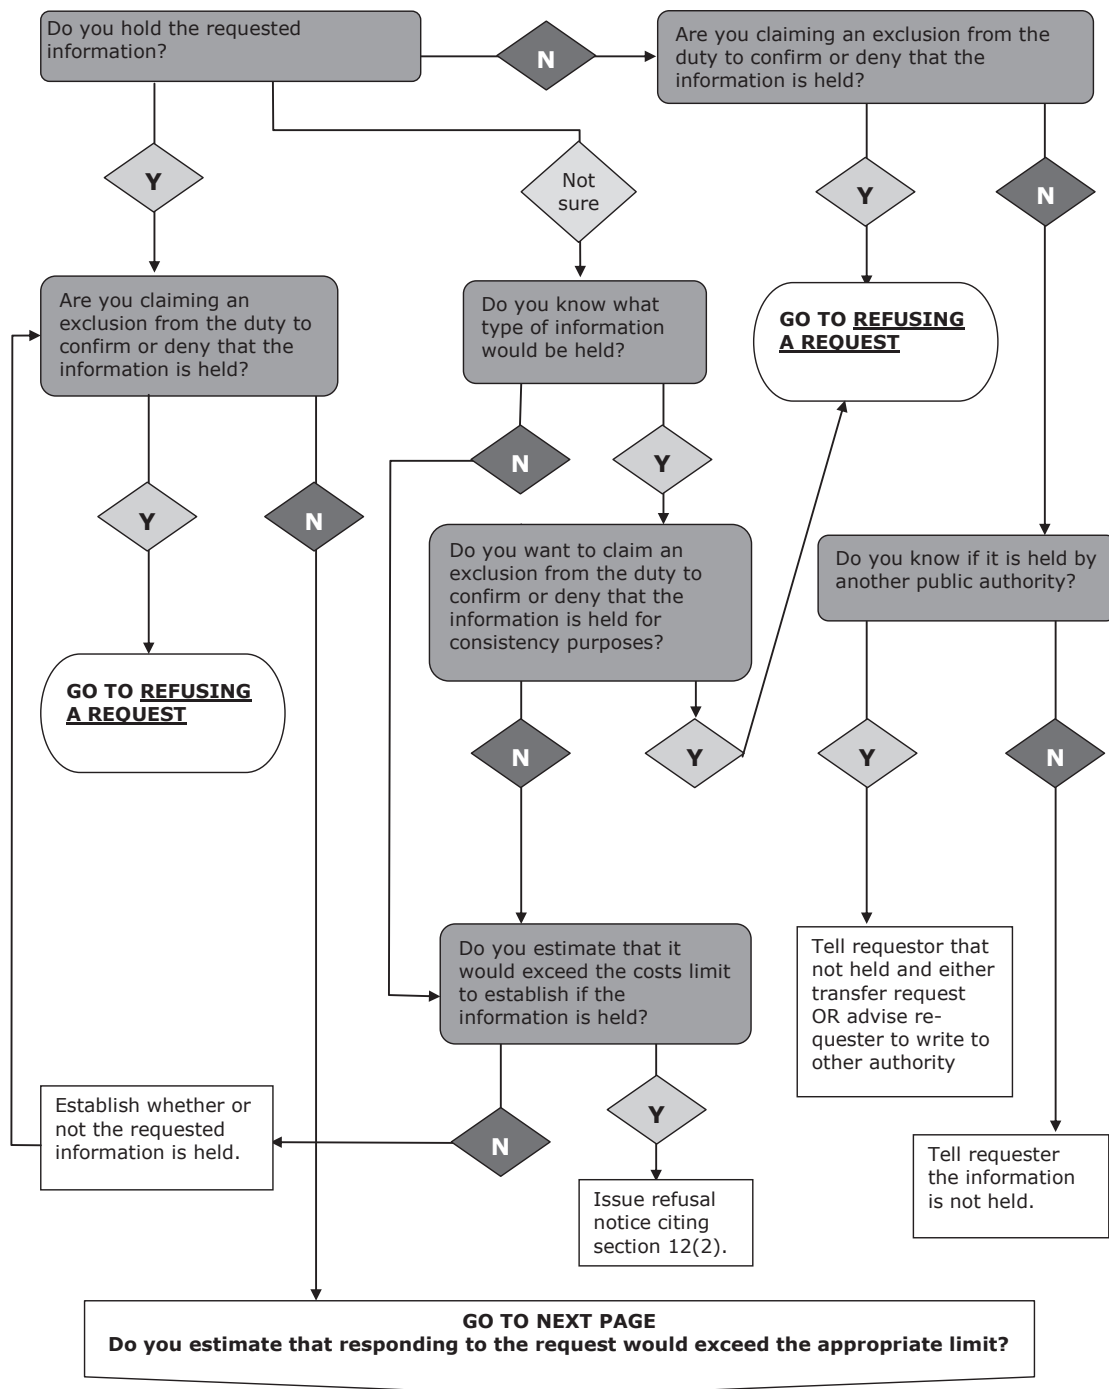 Do you hold the requested
information?
N
Are you claiming an exclusion from the
duty to confirm or deny that the
information is held?
Y
Not
sure
Y
N
Are you claiming an
exclusion from the duty to
confirm or deny that the
information is held?
Do you know what
type of information
would be held?
GO TO REFUSING
A REQUEST
N
Y
Y
N
Do you want to claim an
exclusion from the duty to
confirm or deny that the
information is held for
consistency purposes?
Do you know if it is held by
another public authority?
GO TO REFUSING
A REQUEST
N
Y
Y
N
Do you estimate that it
would exceed the costs limit
to establish if the
information is held?
Tell requestor that
not held and either
transfer request
OR advise re-
quester to write to
other authority
Establish whether or
not the requested
information is held.
N
Y
Tell requester
the information
is not held.
Issue refusal
notice citing
section 12(2).
GO TO NEXT PAGE
Do you estimate that responding to the request would exceed the appropriate limit?